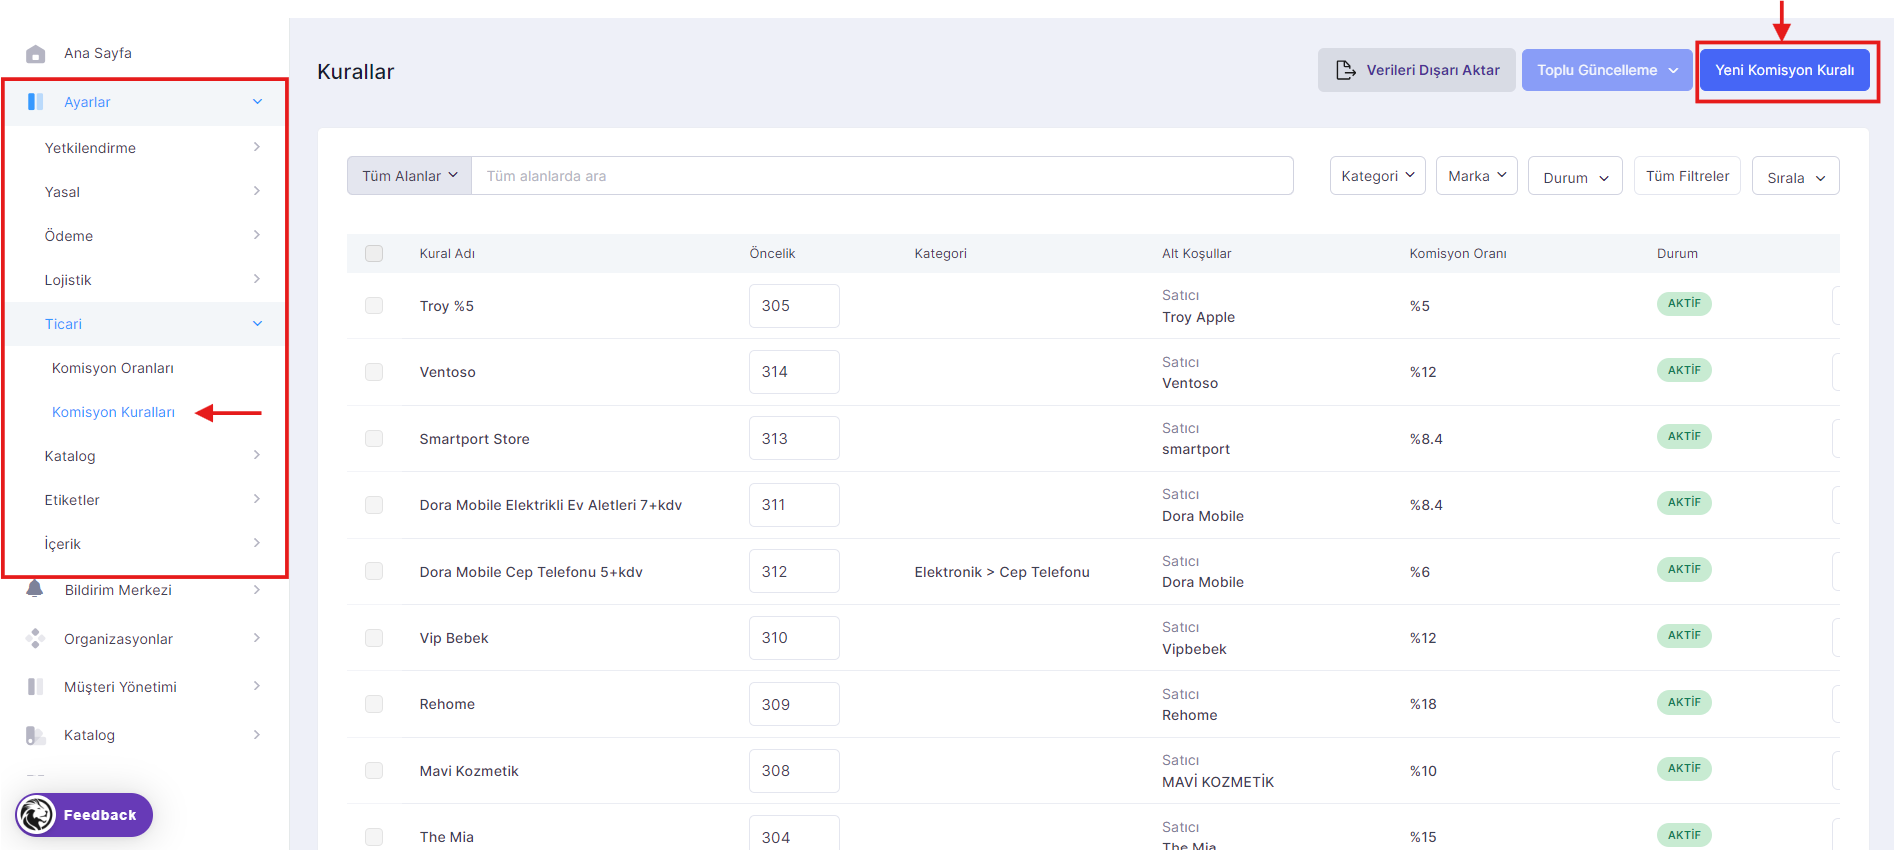 Ana Sayfa
Ayarlar
Yetkilendirme
Yasal
Ödeme
Lojistik
Ticari
Komisyon Oranları
Komisyon Kuralları
Katalog
Etiketler
İçerik
Bildirim Merkezi
Organizasyonlar
Müşteri Yönetimi
Katalog
Feedback
Kurallar
Verileri Dışarı Aktar
Toplu Güncelleme
Yeni Komisyon Kuralı
Tüm Alanlar
Tüm alanlarda ara
Kategori
Marka
Durum
Tüm Filtreler
Sırala
Kural Adı Öncelik Kategori Alt Koşullar Komisyon Oranı Durum
Troy %5 305 Satıcı
Troy Apple %5 AKTİF
Ventoso 314 Satıcı
Ventoso %12 AKTİF
Smartport Store 313 Satıcı
smartport %8.4 AKTİF
Dora Mobile Elektrikli Ev Aletleri 7+kdv 311 Satıcı
Dora Mobile %8.4 AKTİF
Dora Mobile Cep Telefonu 5+kdv 312 Elektronik > Cep Telefonu Satıcı
Dora Mobile %6 AKTİF
Vip Bebek 310 Satıcı
Vipbebek %12 AKTİF
Rehome 309 Satıcı
Rehome %18 AKTİF
Mavi Kozmetik 308 Satıcı
MAVİ KOZMETİK %10 AKTİF
The Mia 304 Satıcı
The Mia %15 AKTİF